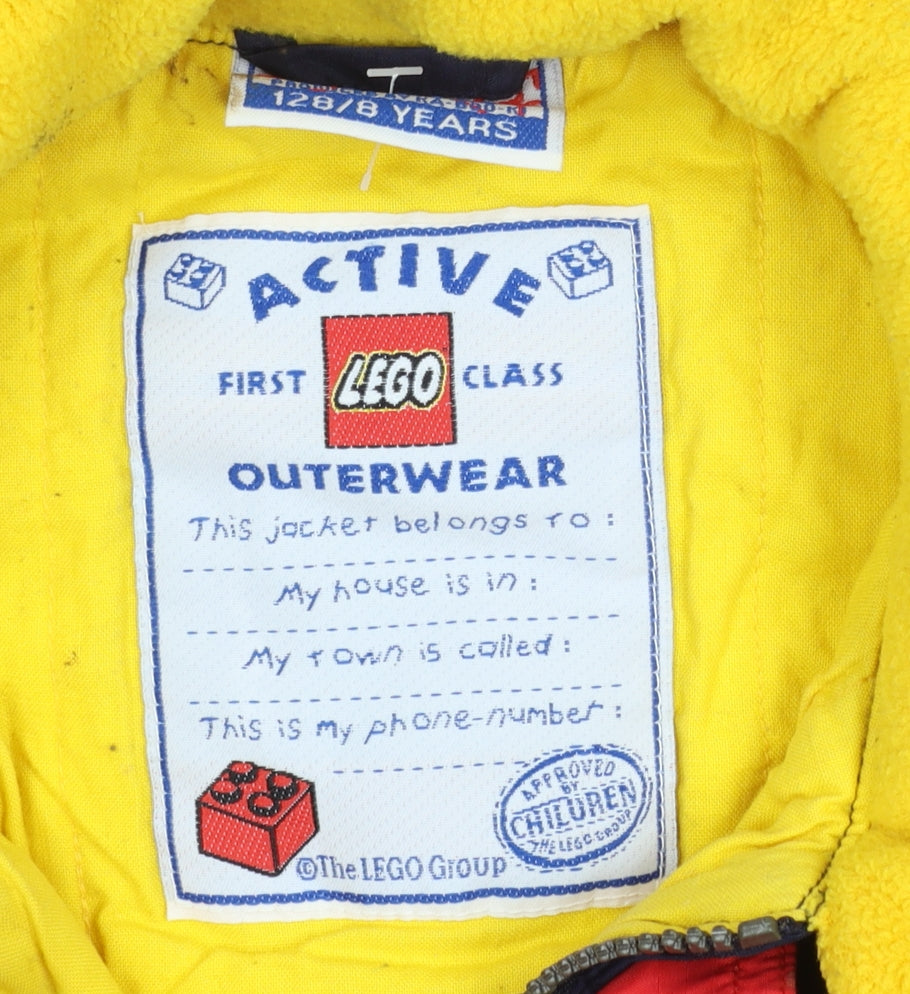 128/8 YEARS
ACTIVE
FIRST LEGO CLASS
OUTERWEAR
This jacket belongs to :
My house is in :
My town is called :
This is my phone-number :
APPROVED
BY
CHILDREN
THE LEGO GROUP
©The LEGO Group